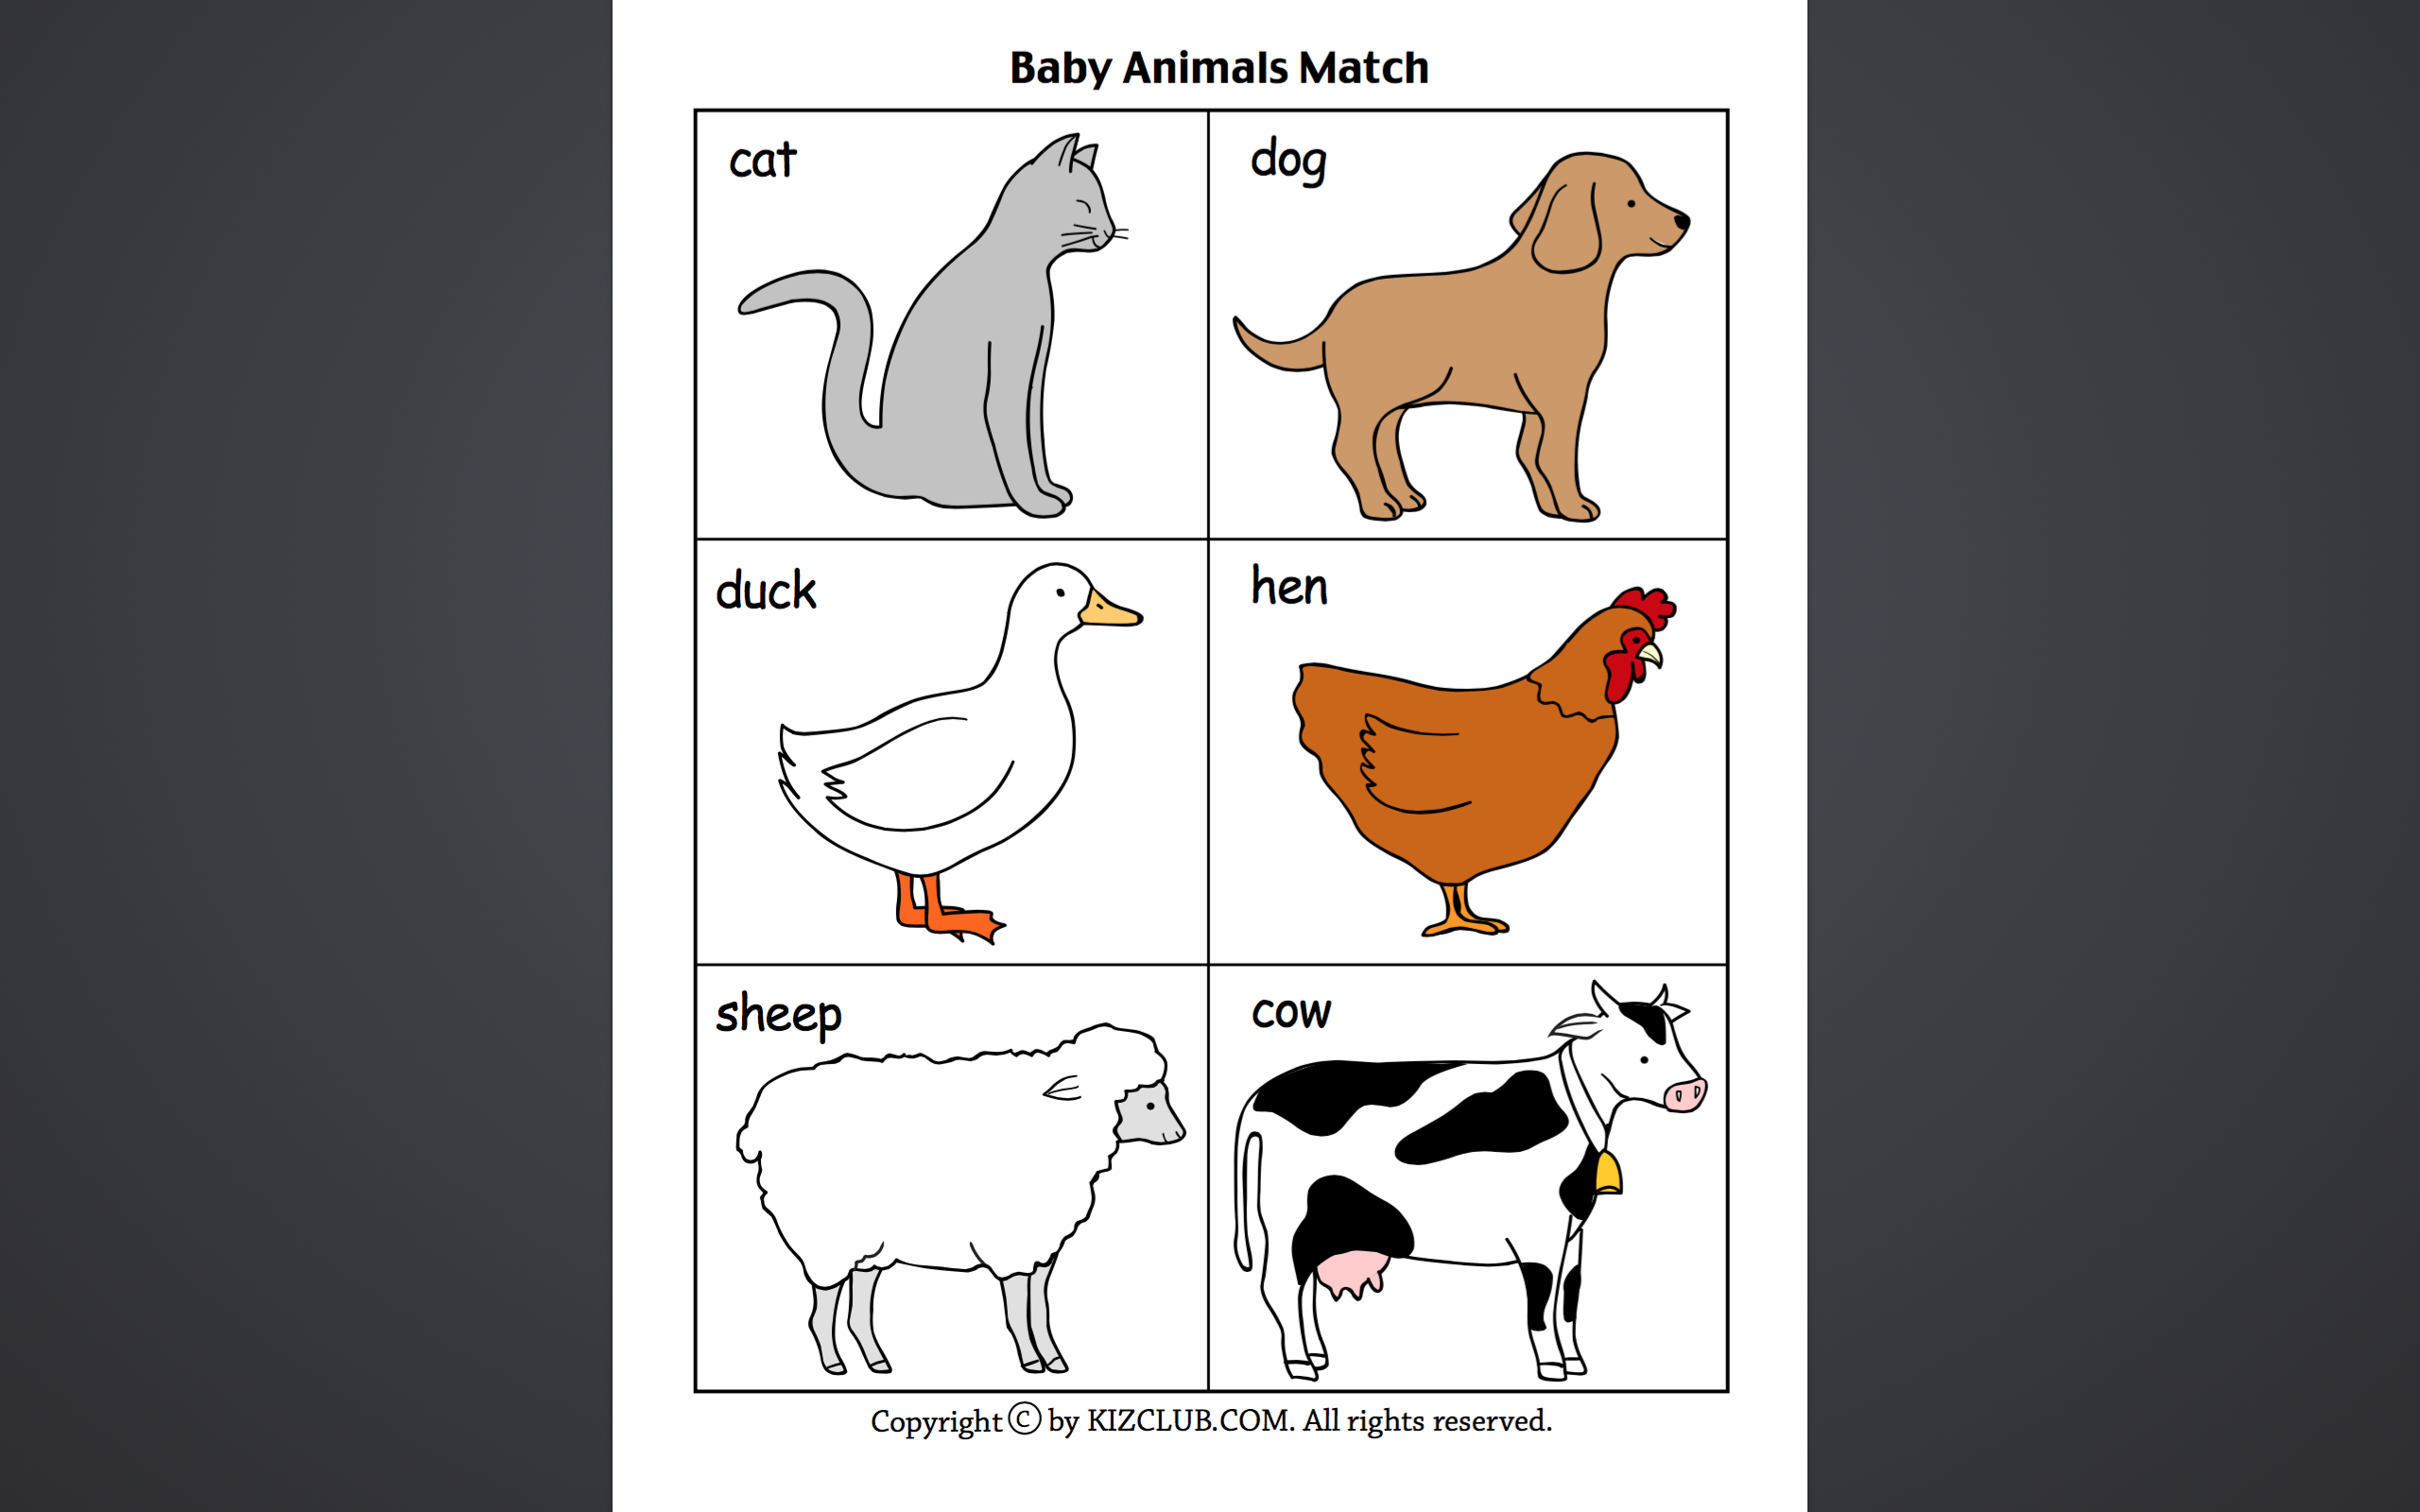 Baby Animals Match
cat
dog
duck
hen
sheep
cow
Copyright © by KIZCLUB.COM. All rights reserved.